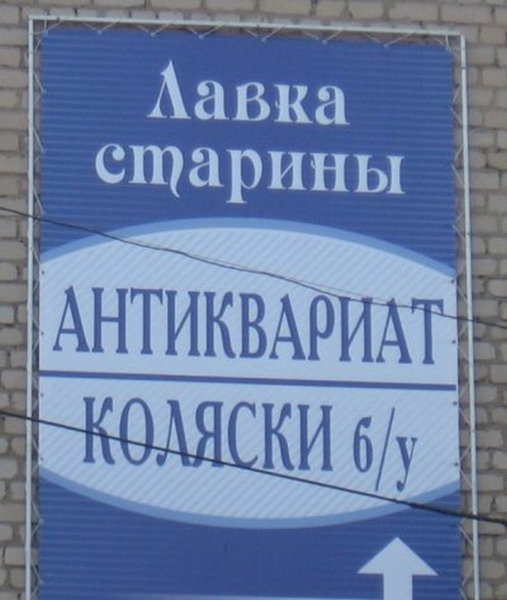 Лавка
старины
АНТИКВАРИАТ
КОЛЯСКИ б/у